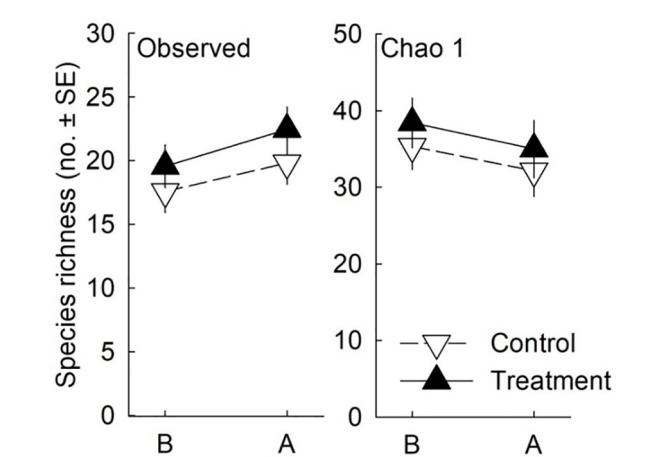 Species richness (no. ± SE)
Observed
30
25
20
15
10
5
0
B A
Chao 1
50
40
30
20
10
0
Control
Treatment
B A